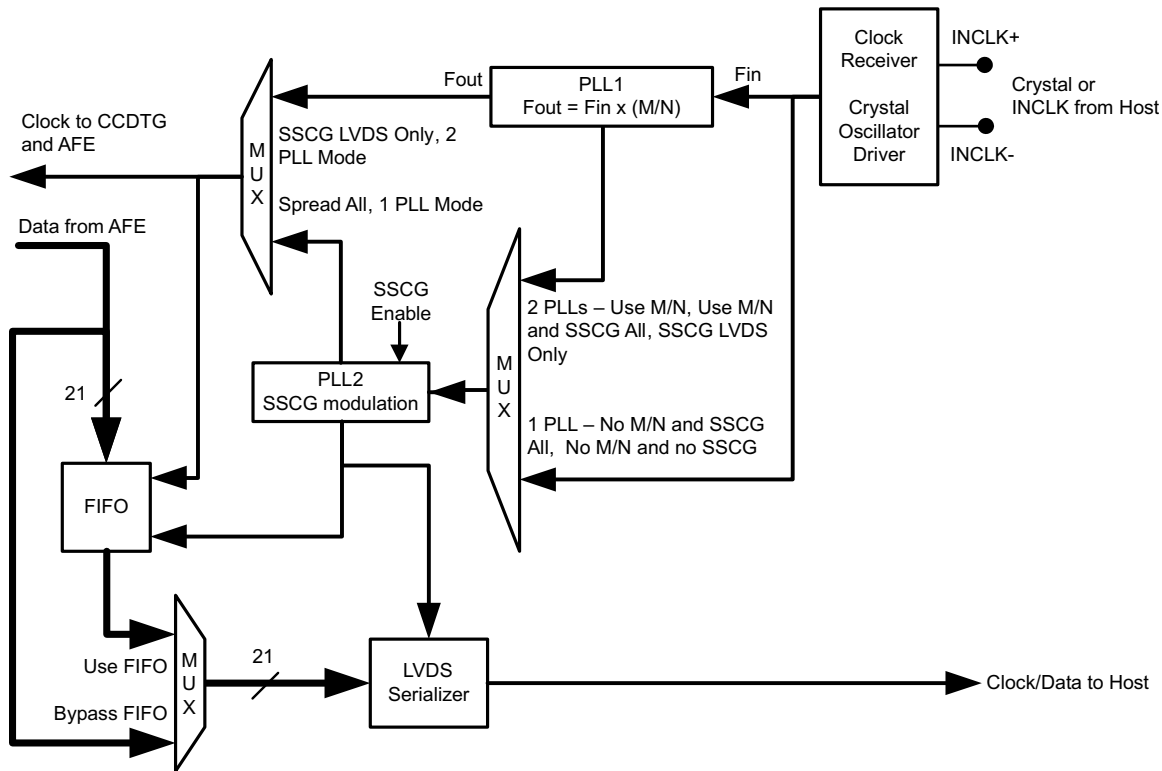 Clock
Receiver
Crystal
Oscillator
Driver
INCLK+
Crystal or
INCLK from Host
INCLK-
Fin
PLL1
Fout = Fin x (M/N)
Fout
MUX
SSCG LVDS Only, 2
PLL Mode
Spread All, 1 PLL Mode
Clock to CCDTG
and AFE
Data from AFE
SSCG
Enable
PLL2
SSCG modulation
MUX
2 PLLs – Use M/N, Use M/N
and SSCG All, SSCG LVDS
Only
1 PLL – No M/N and SSCG
All, No M/N and no SSCG
21
FIFO
Use FIFO
Bypass FIFO
MUX
21
LVDS
Serializer
Clock/Data to Host